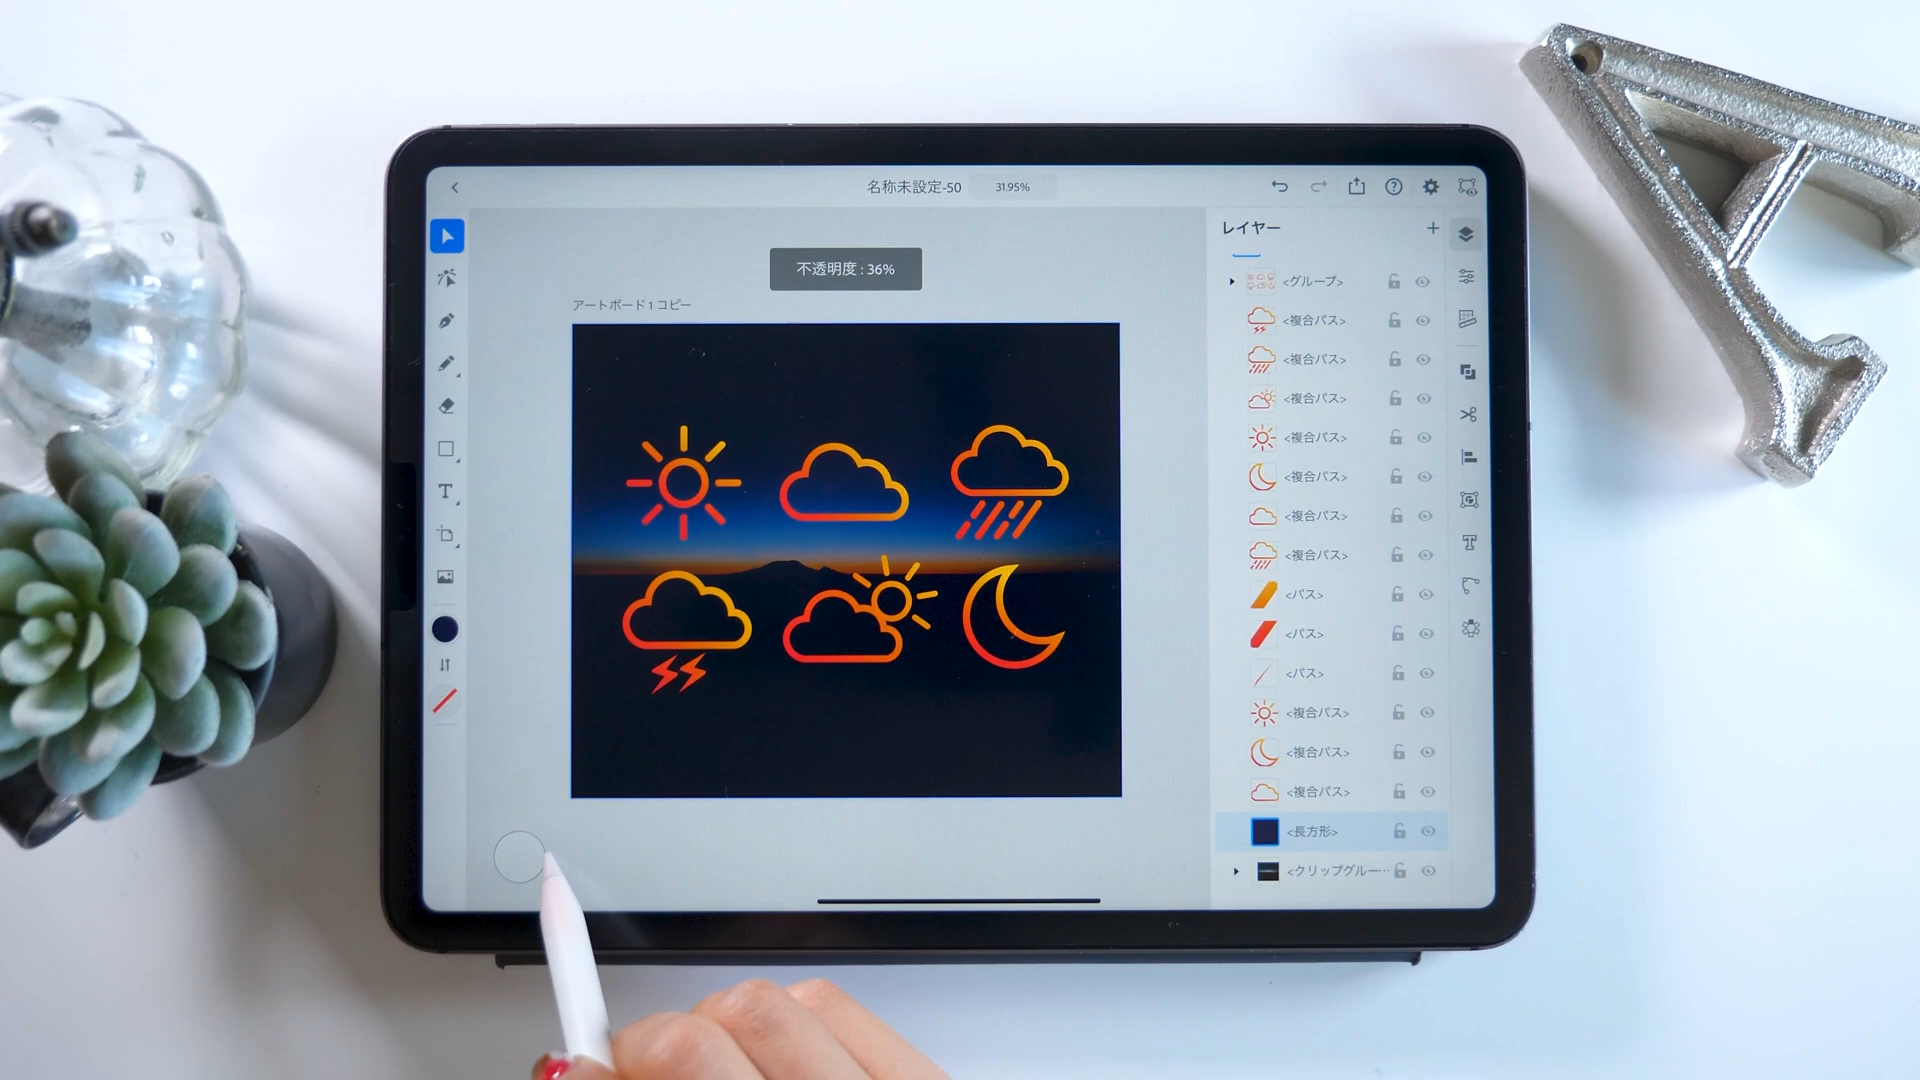 名称未設定-50
31.95%
レイヤー
不透明度 : 36%
アートボード 1 コピー
<グループ>
<複合パス>
<複合パス>
<複合パス>
<複合パス>
<複合パス>
<複合パス>
<複合パス>
<パス>
<パス>
<パス>
<複合パス>
<複合パス>
<複合パス>
<長方形>
<クリップグルー…